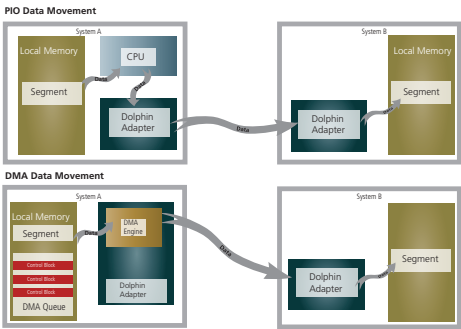 PIO Data Movement
System A
System B
Local Memory
Segment
Data
CPU
Data
Dolphin
Adapter
Data
Dolphin
Adapter
Local Memory
Segment
DMA Data Movement
System A
System B
Local Memory
Segment
Data
DMA
Engine
Control Block
Control Block
Control Block
DMA Queue
Dolphin
Adapter
Data
Dolphin
Adapter
Segment